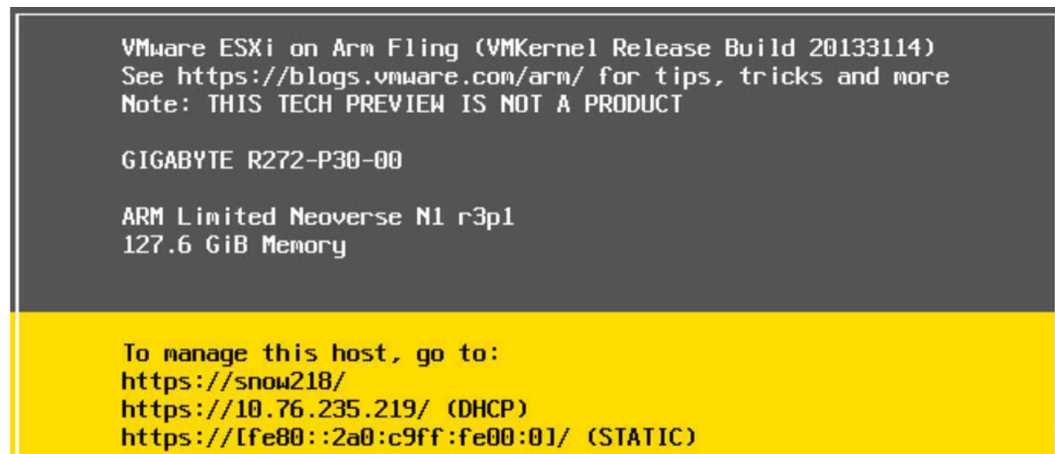 VMware ESXi on Arm Fling (VMKernel Release Build 20133114)
See https://blogs.vmware.com/arm/ for tips, tricks and more
Note: THIS TECH PREVIEW IS NOT A PRODUCT
GIGABYTE R272-P30-00
ARM Limited Neoverse N1 r3p1
127.6 GiB Memory
To manage this host, go to:
https://snow218/
https://10.76.235.219/ (DHCP)
https://[fe80::2a0:c9ff:fe00:0]/ (STATIC)